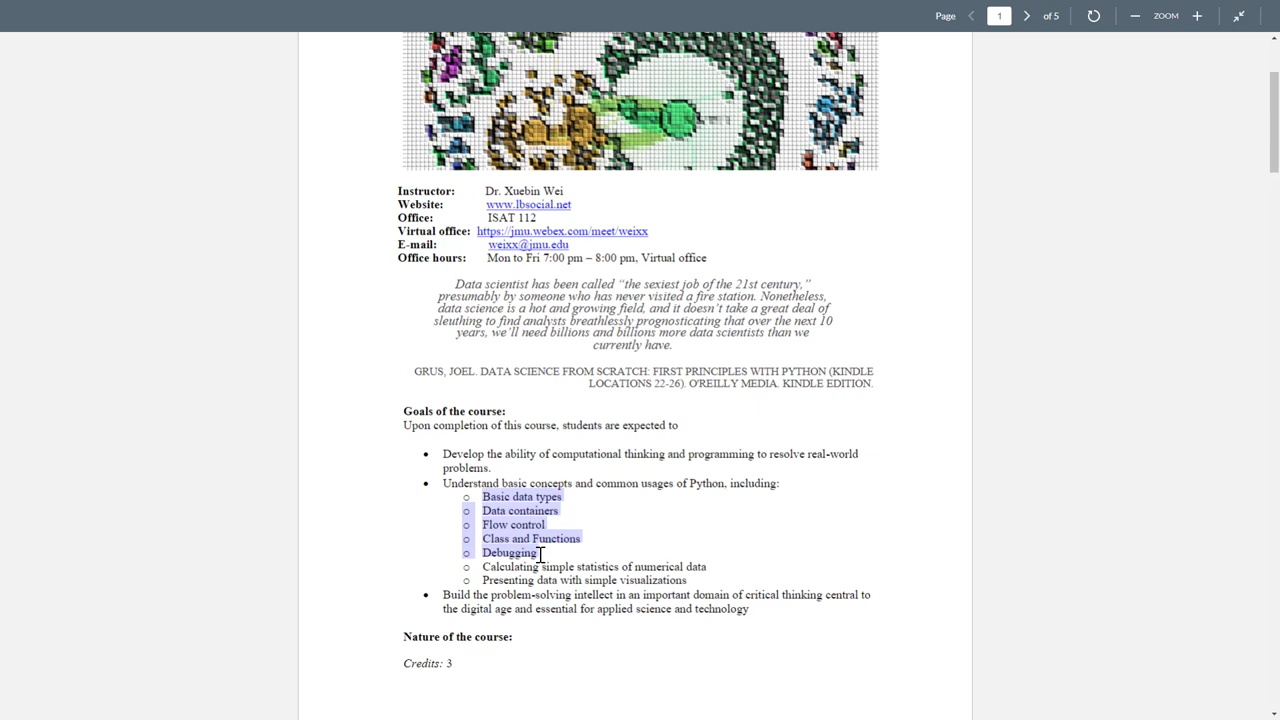 Page 1 of 5 ZOOM
Instructor: Dr. Xuebin Wei
Website: www.lbsocial.net
Office: ISAT 112
Virtual office: https://jmu.webex.com/meet/weixx
E-mail: weixx@jmu.edu
Office hours: Mon to Fri 7:00 pm – 8:00 pm, Virtual office
Data scientist has been called “the sexiest job of the 21st century,”
presumably by someone who has never visited a fire station. Nonetheless,
data science is a hot and growing field, and it doesn’t take a great deal of
sleuthing to find analysts breathlessly prognosticating that over the next 10
years, we’ll need billions and billions more data scientists than we
currently have.
GRUS, JOEL. DATA SCIENCE FROM SCRATCH: FIRST PRINCIPLES WITH PYTHON (KINDLE
LOCATIONS 22-26). O'REILLY MEDIA. KINDLE EDITION.
Goals of the course:
Upon completion of this course, students are expected to
• Develop the ability of computational thinking and programming to resolve real-world
problems.
• Understand basic concepts and common usages of Python, including:
o Basic data types
o Data containers
o Flow control
o Class and Functions
o Debugging
o Calculating simple statistics of numerical data
o Presenting data with simple visualizations
• Build the problem-solving intellect in an important domain of critical thinking central to
the digital age and essential for applied science and technology
Nature of the course:
Credits: 3